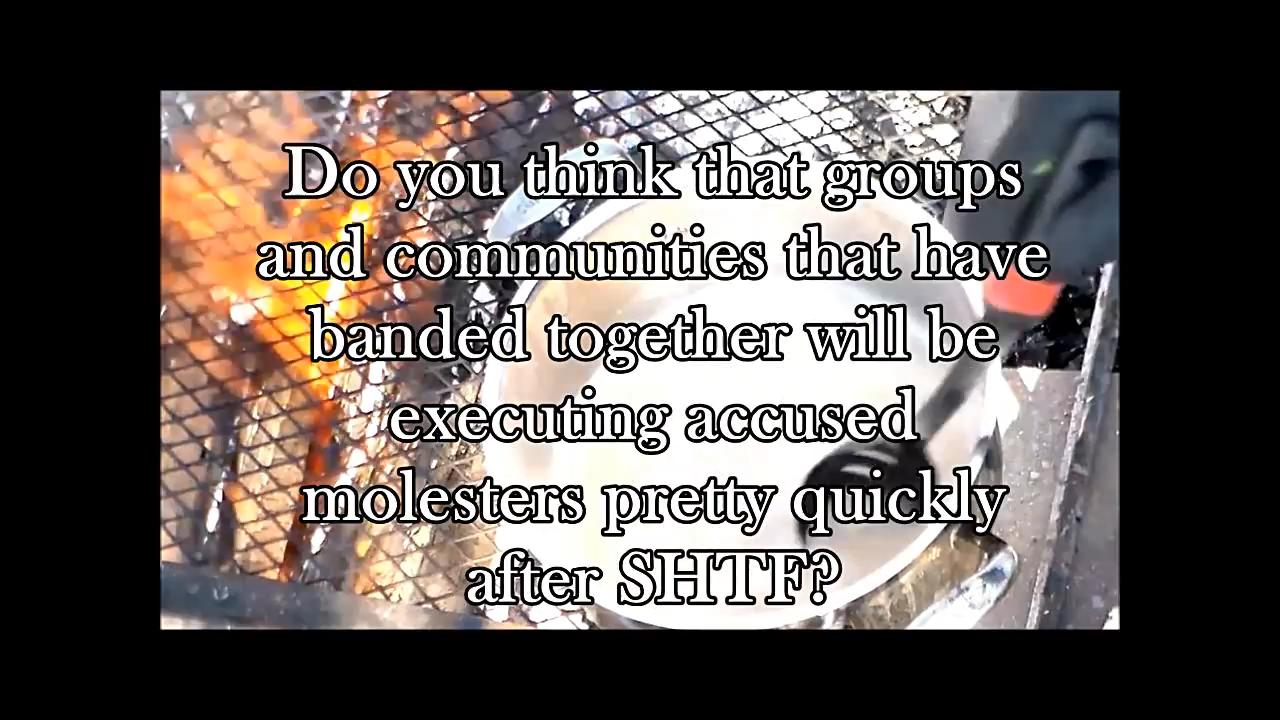 Do you think that groups
and communities that have
banded together will be
executing accused
molesters pretty quickly
after SHTF?